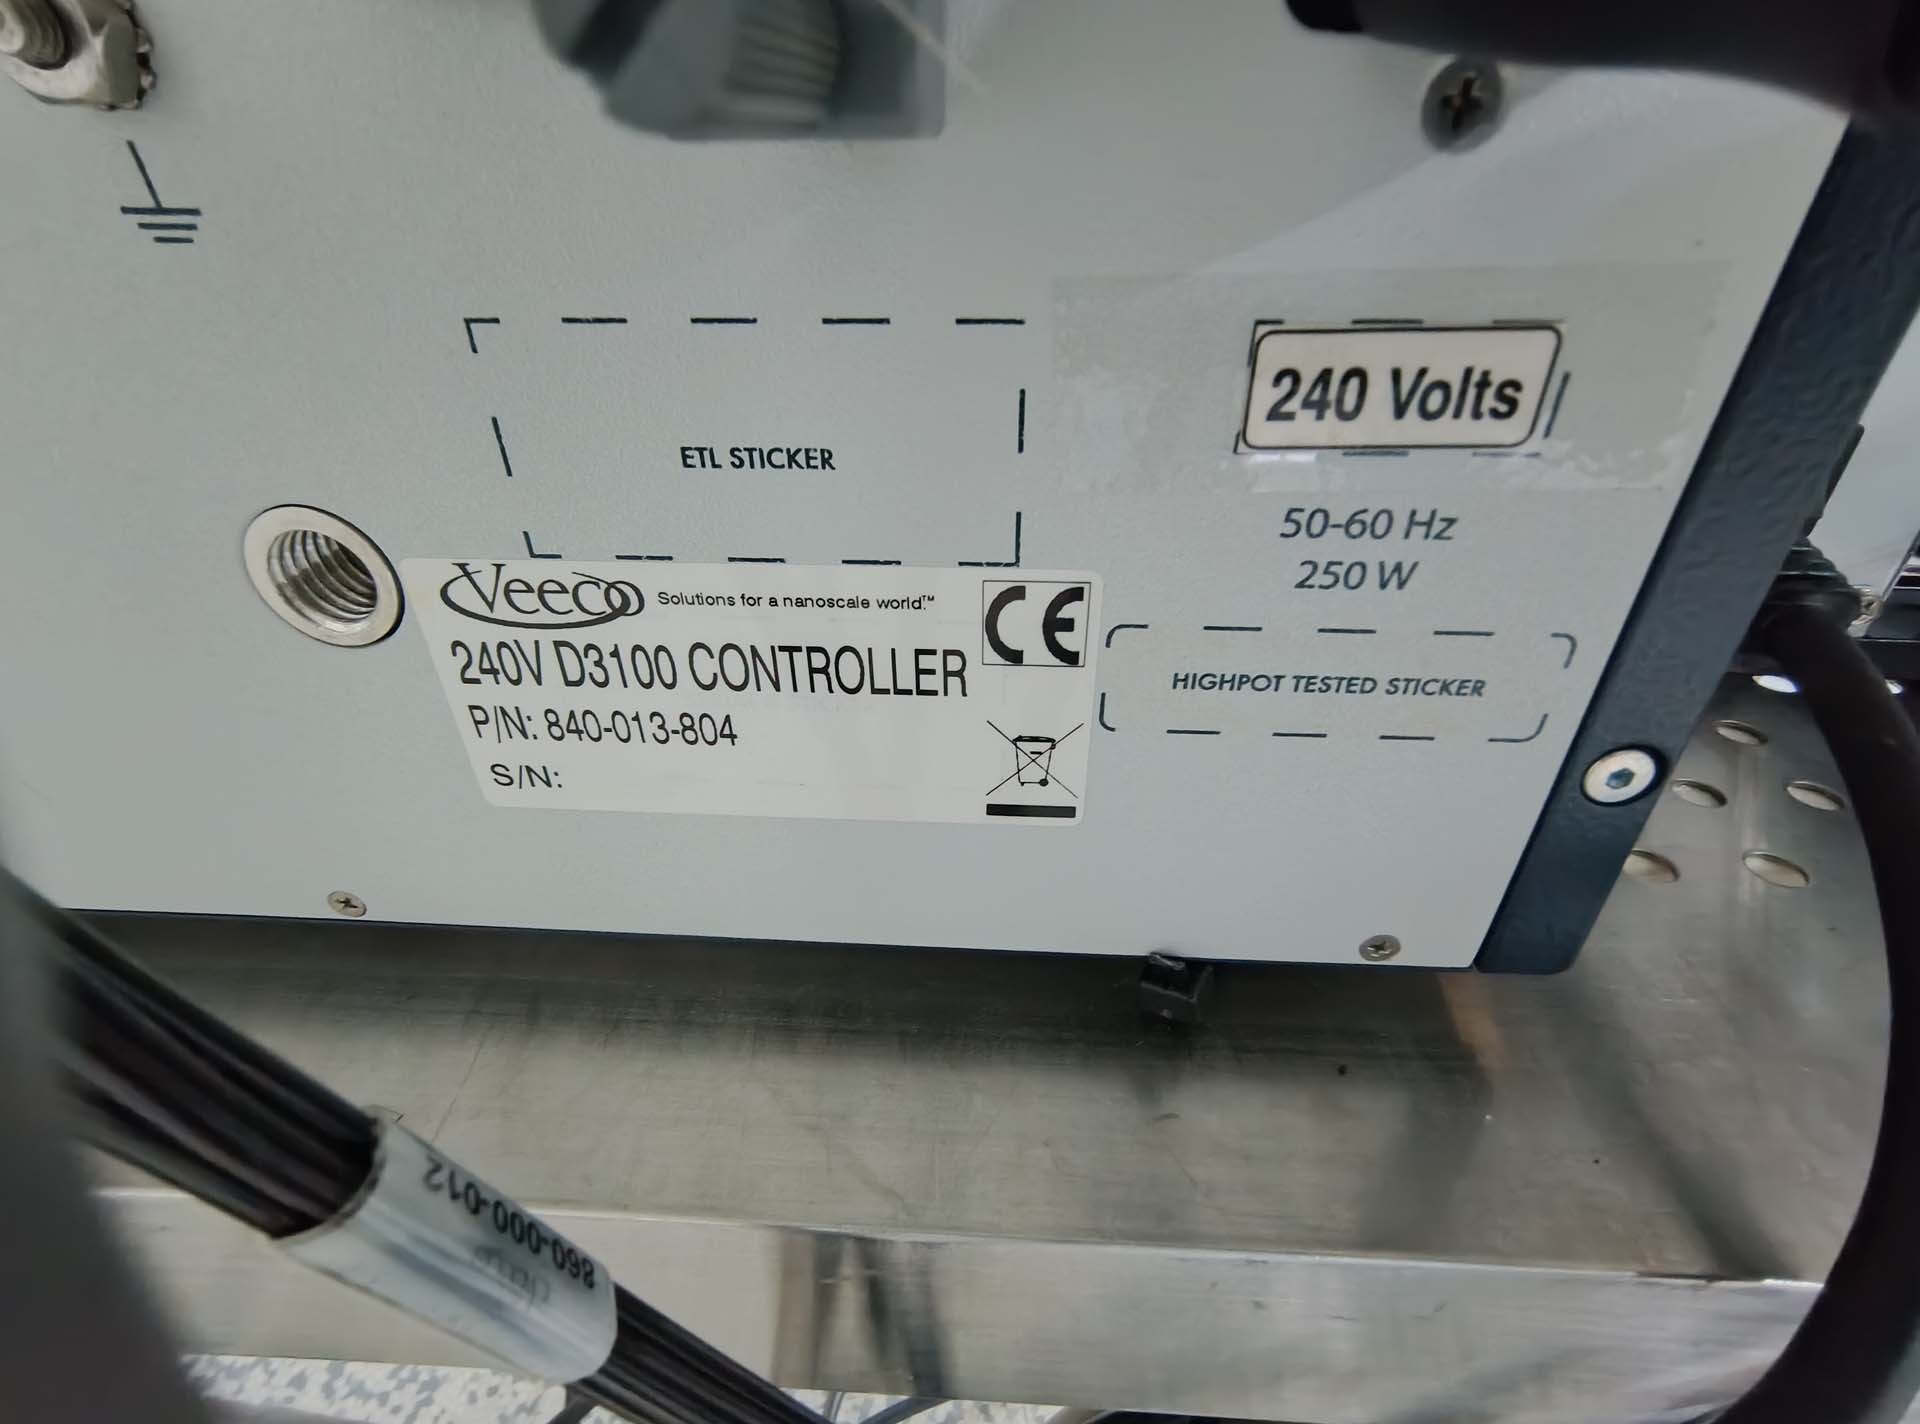 240 Volts
ETL STICKER
50-60 Hz
250 W
Veeco Solutions for a nanoscale world.™
CE
240V D3100 CONTROLLER
P/N: 840-013-804
S/N:
HIGHPOT TESTED STICKER
860-000-012